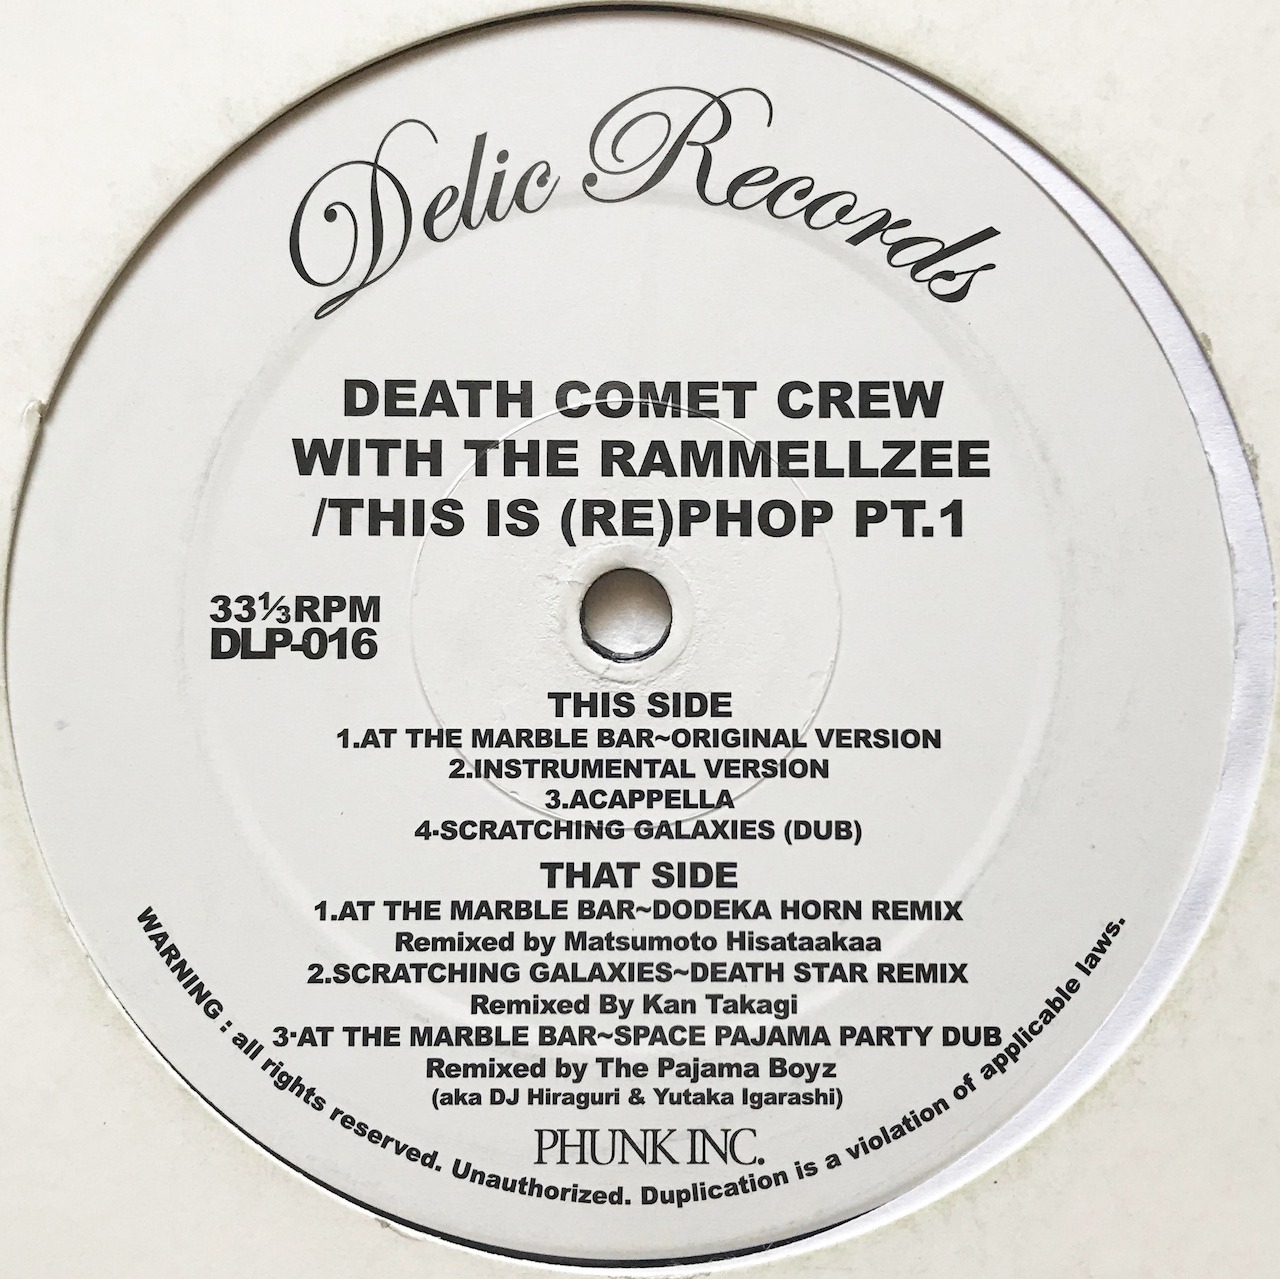 Delic Records
DEATH COMET CREW
WITH THE RAMMELLZEE
/THIS IS (RE)PHOP PT.1
33⅓RPM
DLP-016
THIS SIDE
1.AT THE MARBLE BAR~ORIGINAL VERSION
2.INSTRUMENTAL VERSION
3.ACAPPELLA
4·SCRATCHING GALAXIES (DUB)
THAT SIDE
1.AT THE MARBLE BAR~DODEKA HORN REMIX
Remixed by Matsumoto Hisataakaa
2.SCRATCHING GALAXIES~DEATH STAR REMIX
Remixed By Kan Takagi
3·AT THE MARBLE BAR~SPACE PAJAMA PARTY DUB
Remixed by The Pajama Boyz
(aka DJ Hiraguri & Yutaka Igarashi)
PHUNK INC.
WARNING : all rights reserved. Unauthorized. Duplication is a violation of applicable laws.